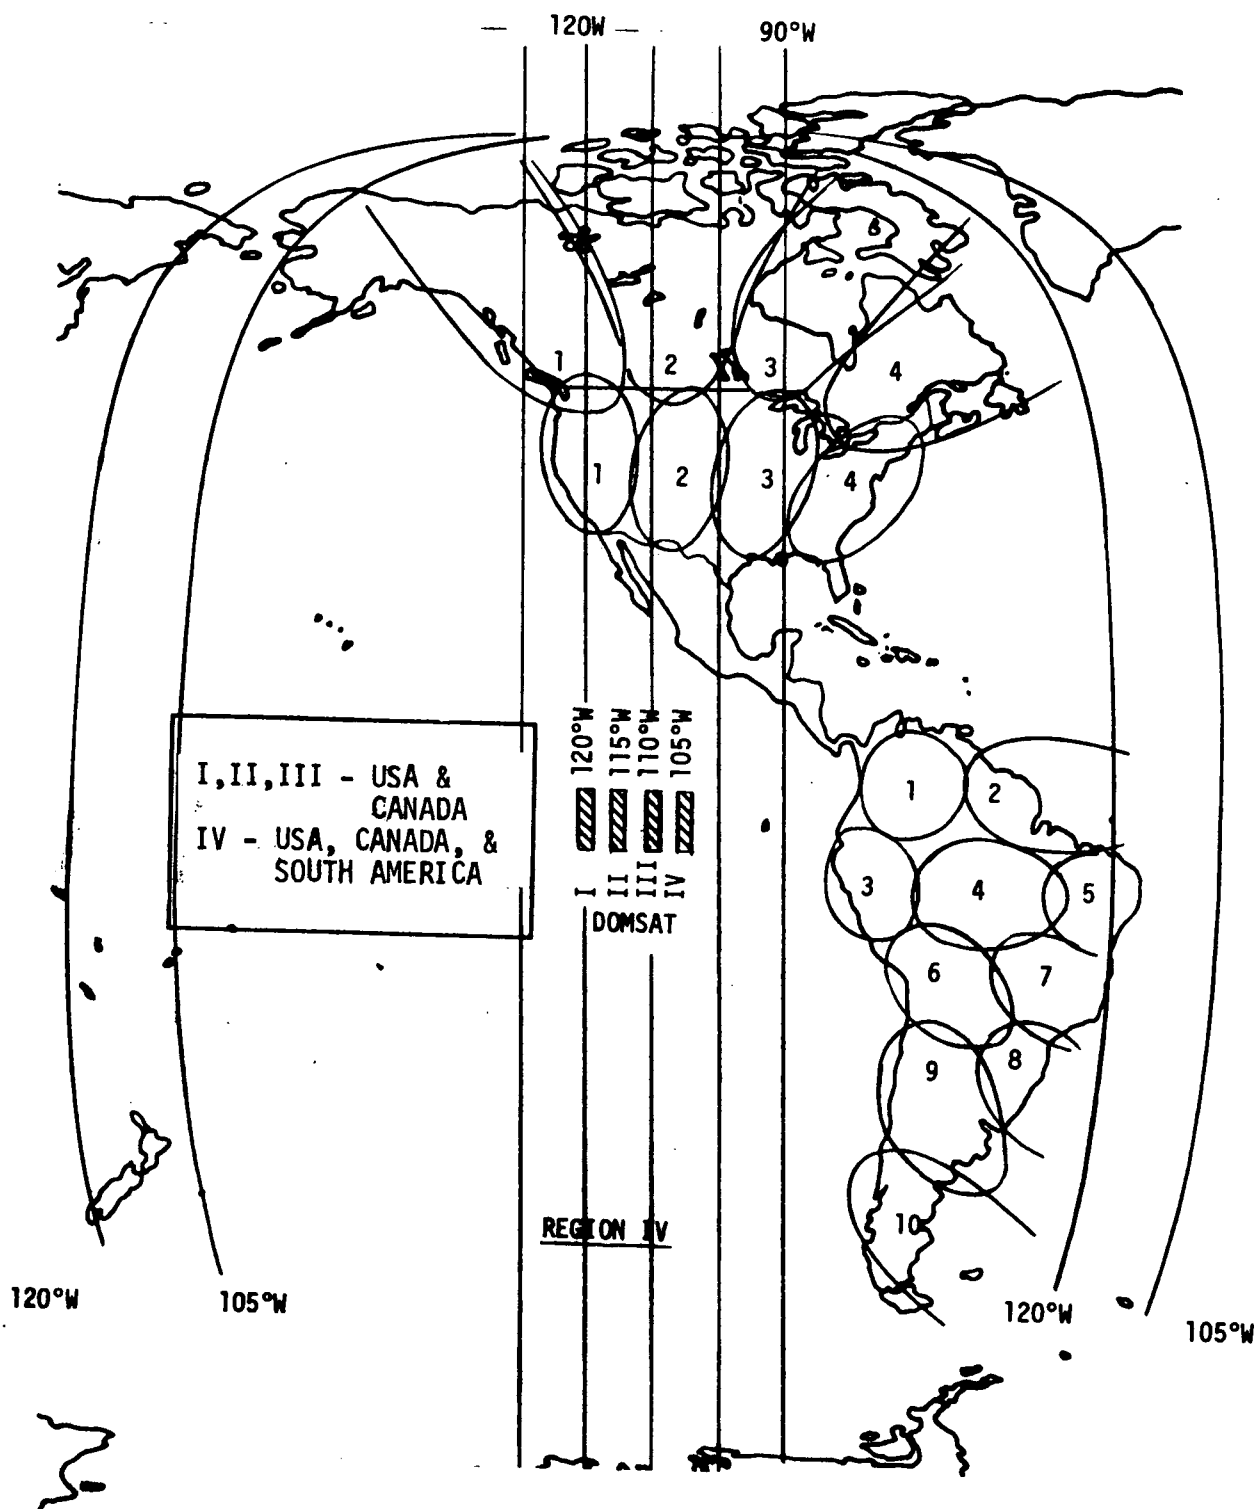 120W
90°W
1
2
3
4
1
2
3
4
120°W
115°W
110°W
105°W
I,II,III - USA &
CANADA
IV - USA, CANADA, &
SOUTH AMERICA
I
II
III
IV
DOMSAT
1
2
3
4
5
6
7
8
9
10
REGION IV
120°W
105°W
120°W
105°W